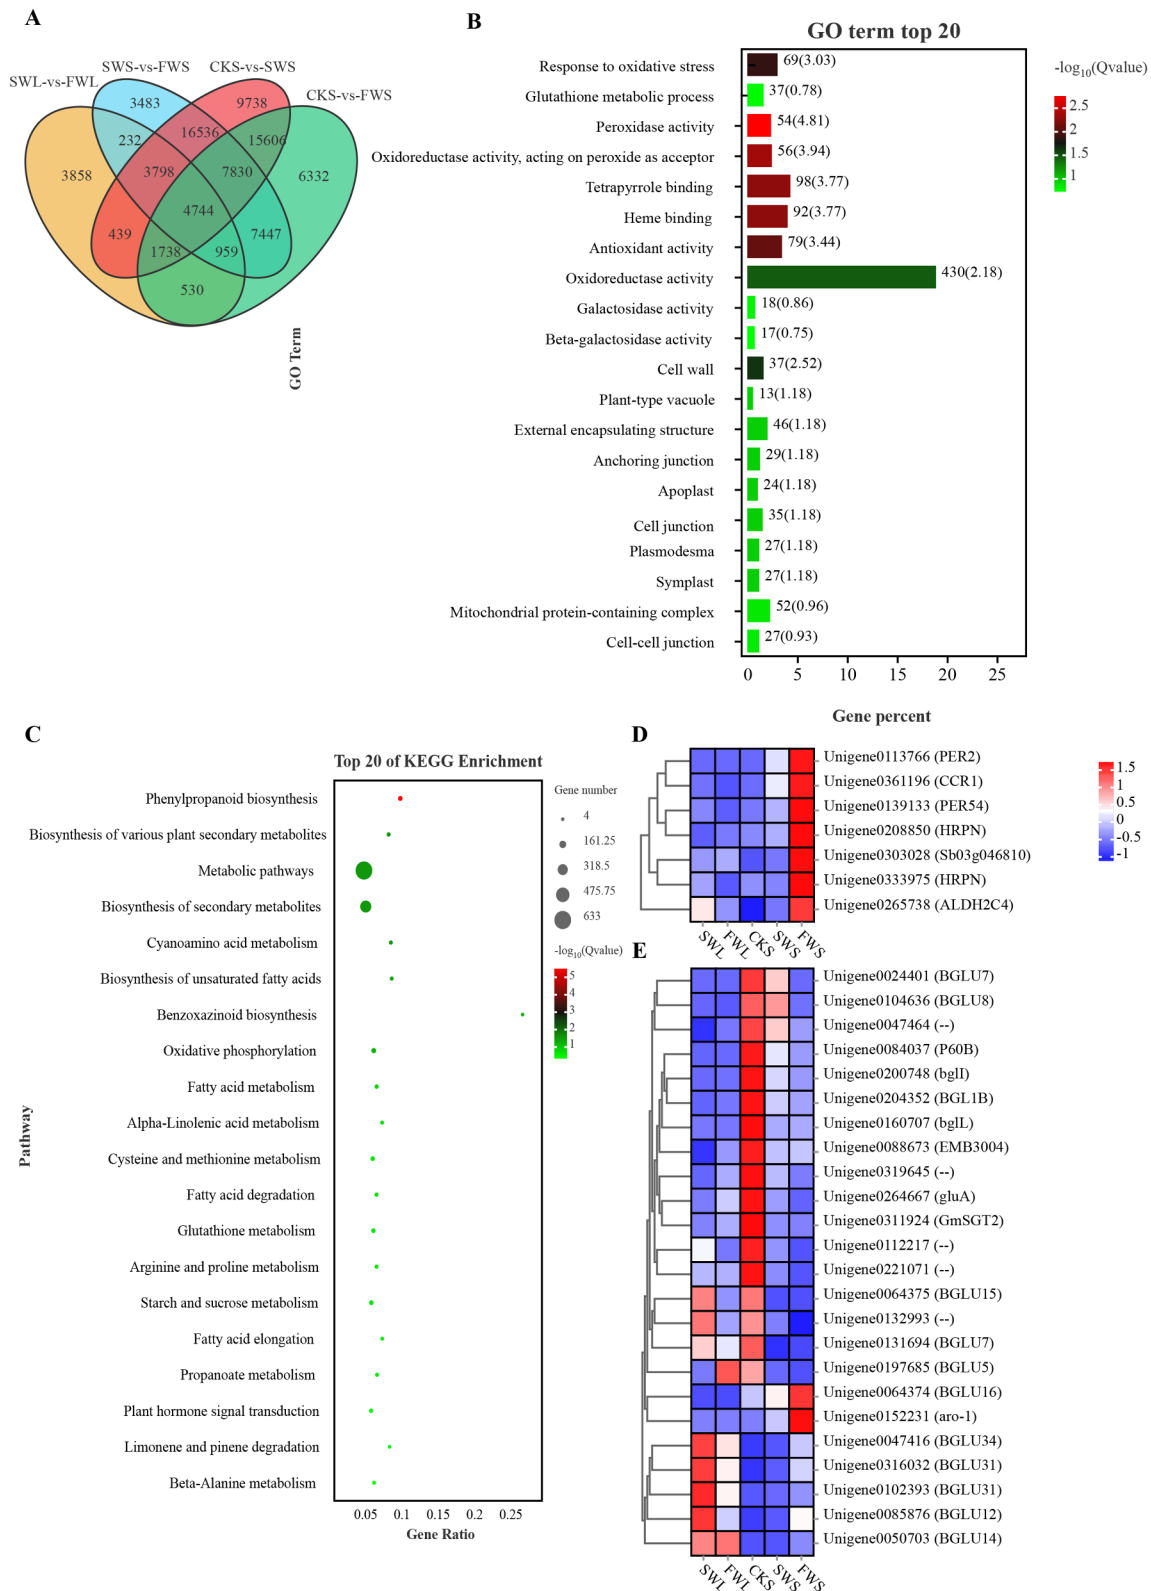 A
SWL-vs-FWL
SWS-vs-FWS
CKS-vs-SWS
CKS-vs-FWS
3483
9738
232
16536
15606
3858
3798
7830
6332
4744
439
1738
959
7447
530
B
GO term top 20
GO Term
Response to oxidative stress 69(3.03)
Glutathione metabolic process 37(0.78)
Peroxidase activity 54(4.81)
Oxidoreductase activity, acting on peroxide as acceptor 56(3.94)
Tetrapyrrole binding 98(3.77)
Heme binding 92(3.77)
Antioxidant activity 79(3.44)
Oxidoreductase activity 430(2.18)
Galactosidase activity 18(0.86)
Beta-galactosidase activity 17(0.75)
Cell wall 37(2.52)
Plant-type vacuole 13(1.18)
External encapsulating structure 46(1.18)
Anchoring junction 29(1.18)
Apoplast 24(1.18)
Cell junction 35(1.18)
Plasmodesma 27(1.18)
Symplast 27(1.18)
Mitochondrial protein-containing complex 52(0.96)
Cell-cell junction 27(0.93)
0 5 10 15 20 25
Gene percent
-log10(Qvalue)
2.5
2
1.5
1
C
Top 20 of KEGG Enrichment
Pathway
Phenylpropanoid biosynthesis
Biosynthesis of various plant secondary metabolites
Metabolic pathways
Biosynthesis of secondary metabolites
Cyanoamino acid metabolism
Biosynthesis of unsaturated fatty acids
Benzoxazinoid biosynthesis
Oxidative phosphorylation
Fatty acid metabolism
Alpha-Linolenic acid metabolism
Cysteine and methionine metabolism
Fatty acid degradation
Glutathione metabolism
Arginine and proline metabolism
Starch and sucrose metabolism
Fatty acid elongation
Propanoate metabolism
Plant hormone signal transduction
Limonene and pinene degradation
Beta-Alanine metabolism
0.05 0.1 0.15 0.2 0.25
Gene Ratio
Gene number
4
161.25
318.5
475.75
633
-log10(Qvalue)
5
4
3
2
1
D
Unigene0113766 (PER2)
Unigene0361196 (CCR1)
Unigene0139133 (PER54)
Unigene0208850 (HRPN)
Unigene0303028 (Sb03g046810)
Unigene0333975 (HRPN)
Unigene0265738 (ALDH2C4)
SWL FWL CKS SWS FWS
1.5
1
0.5
0
-0.5
-1
E
Unigene0024401 (BGLU7)
Unigene0104636 (BGLU8)
Unigene0047464 (--)
Unigene0084037 (P60B)
Unigene0200748 (bglI)
Unigene0204352 (BGL1B)
Unigene0160707 (bglL)
Unigene0088673 (EMB3004)
Unigene0319645 (--)
Unigene0264667 (gluA)
Unigene0311924 (GmSGT2)
Unigene0112217 (--)
Unigene0221071 (--)
Unigene0064375 (BGLU15)
Unigene0132993 (--)
Unigene0131694 (BGLU7)
Unigene0197685 (BGLU5)
Unigene0064374 (BGLU16)
Unigene0152231 (aro-1)
Unigene0047416 (BGLU34)
Unigene0316032 (BGLU31)
Unigene0102393 (BGLU31)
Unigene0085876 (BGLU12)
Unigene0050703 (BGLU14)
SWL FWL CKS SWS FWS